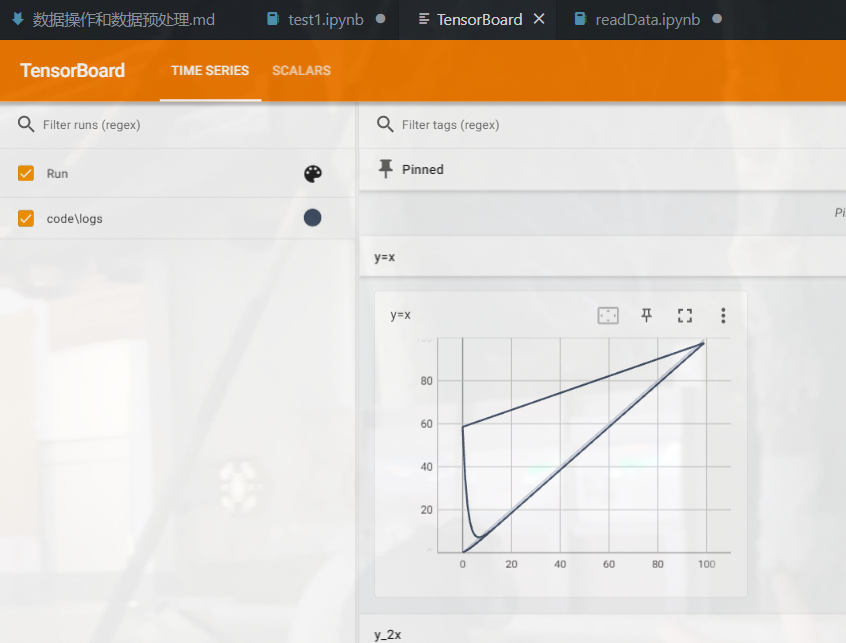 数据操作和数据预处理.md test1.ipynb TensorBoard readData.ipynb
TensorBoard TIME SERIES SCALARS
Filter runs (regex)
Filter tags (regex)
Run
Pinned
code\logs
y=x
y=x
80
60
40
20
0 20 40 60 80 100
y_2x